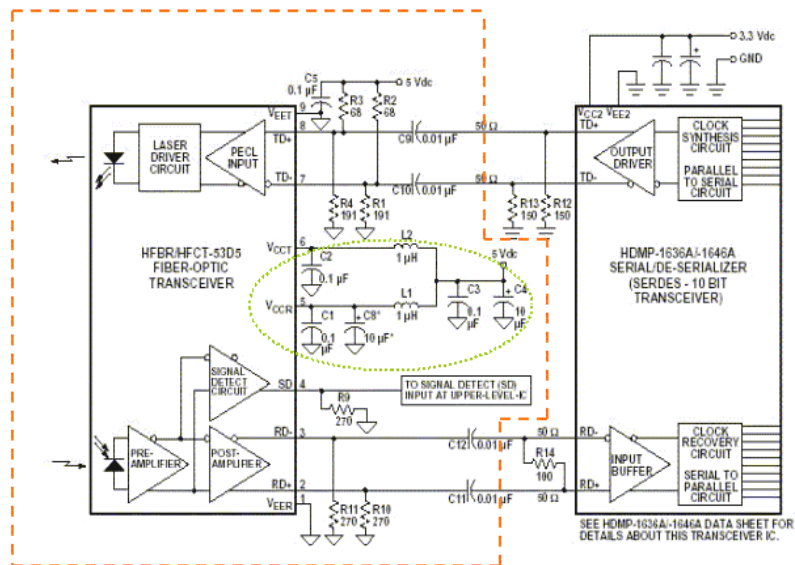 3.3 Vdc
GND
5 Vdc
C5
0.1 µF
R3
68
R2
68
VEET
9
8
TD+
C9
0.01 µF
50 Ω
VCC2
VEE2
TD+
LASER
DRIVER
CIRCUIT
PECL
INPUT
OUTPUT
DRIVER
CLOCK
SYNTHESIS
CIRCUIT
PARALLEL
TO SERIAL
CIRCUIT
TD-
7
C10
0.01 µF
50 Ω
TD-
R4
191
R1
191
R13
150
R12
150
HFBR/HFCT-53D5
FIBER-OPTIC
TRANSCEIVER
VCCT
6
C2
0.1 µF
L2
1 µH
5 Vdc
HDMP-1636A/-1646A
SERIAL/DE-SERIALIZER
(SERDES - 10 BIT
TRANSCEIVER)
VCCR
5
C1
0.1
µF
C8*
10 µF*
L1
1 µH
C3
0.1
µF
C4
10
µF
SIGNAL
DETECT
CIRCUIT
SD
4
R9
270
TO SIGNAL DETECT (SD)
INPUT AT UPPER-LEVEL-IC
PRE-
AMPLIFIER
POST-
AMPLIFIER
RD-
3
C12
0.01 µF
50 Ω
RD-
R14
100
INPUT
BUFFER
CLOCK
RECOVERY
CIRCUIT
SERIAL TO
PARALLEL
CIRCUIT
RD+
2
C11
0.01 µF
50 Ω
RD+
VEER
1
R11
270
R10
270
SEE HDMP-1636A/-1646A DATA SHEET FOR
DETAILS ABOUT THIS TRANSCEIVER IC.